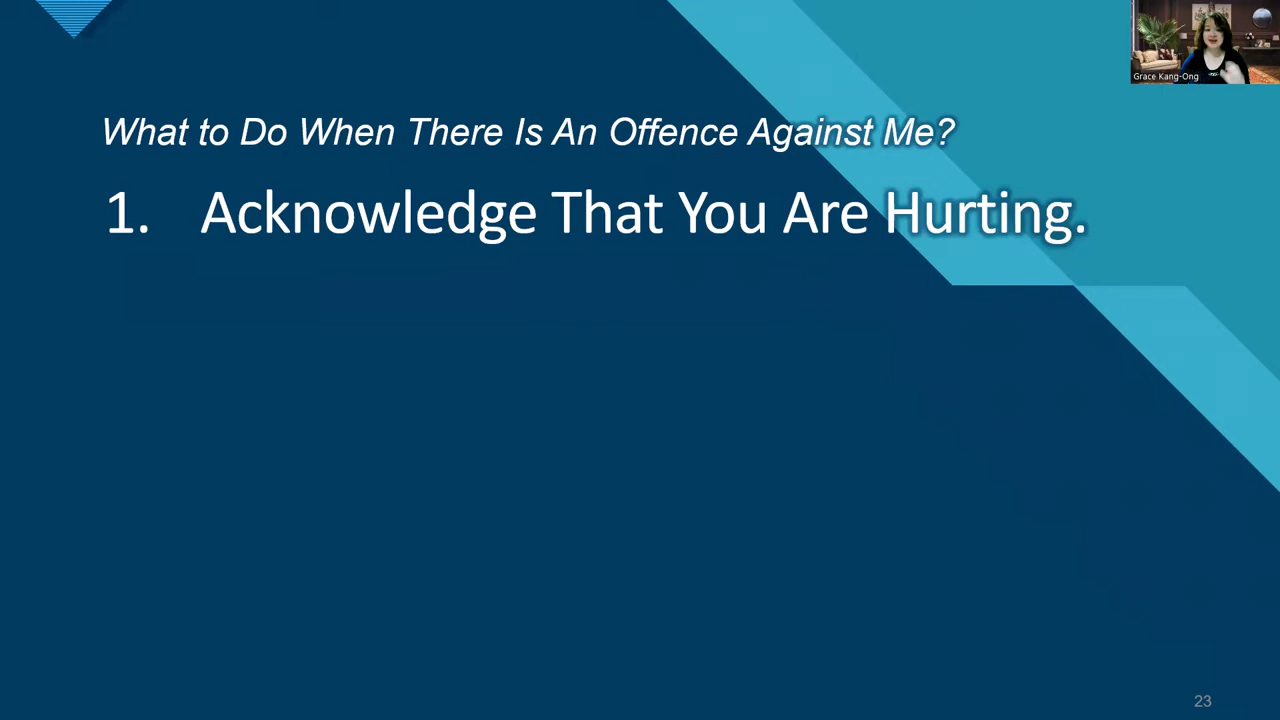 Grace Kang-Ong
What to Do When There Is An Offence Against Me?
1. Acknowledge That You Are Hurting.
23